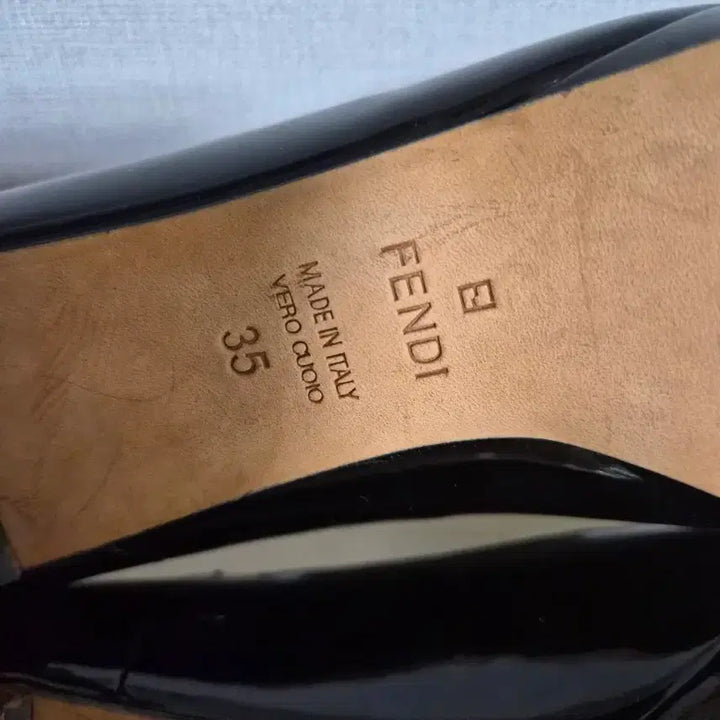 FENDI
MADE IN ITALY
VERO CUOIO
35